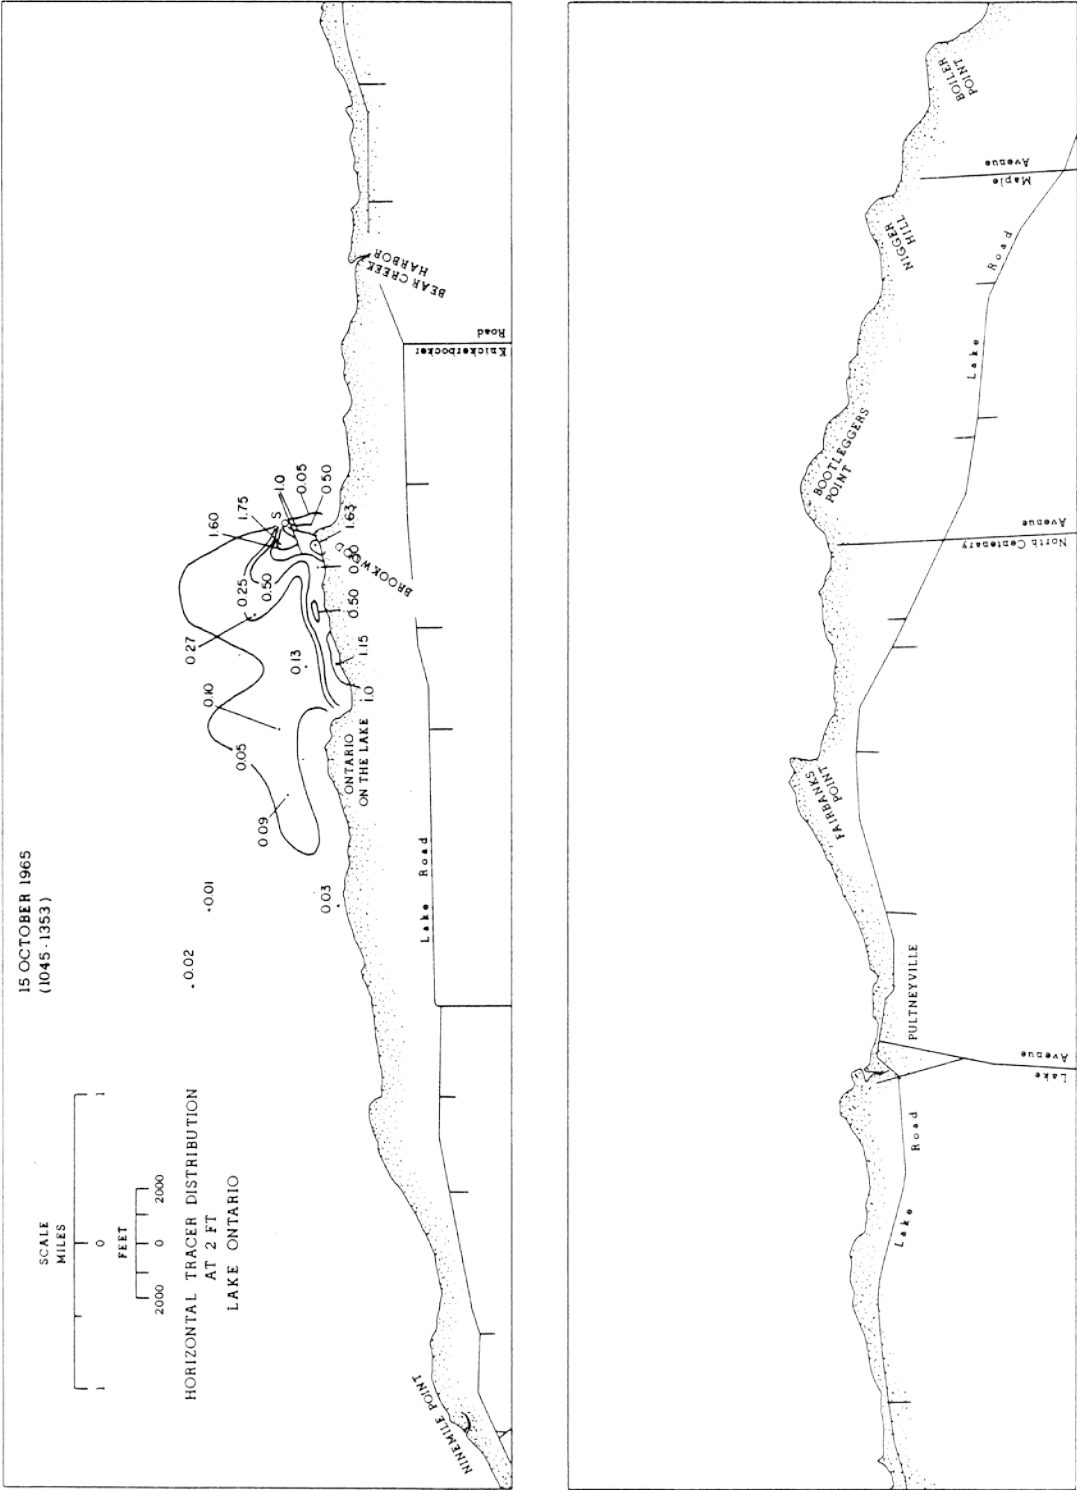 15 OCTOBER 1965
(1045 - 1353)
SCALE
MILES
1
0
1
FEET
2000
0
2000
HORIZONTAL TRACER DISTRIBUTION
AT 2 FT
LAKE ONTARIO
NINEMILE POINT
0.02
0.01
0.03
0.09
0.05
0.10
0.27
0.13
0.25
0.50
1.60
1.75
S
1.0
0.05
0.50
1.63
0.50
1.15
1.0
ONTARIO
ON THE LAKE
BROOKWOOD
BEAR CREEK
HARBOR
Knickerbocker
Road
Lake Road
Lake Road
Lake
Avenue
PULTNEYVILLE
FAIRBANKS
POINT
North Centenary
Avenue
BOOTLEGGERS
POINT
Lake Road
NIGGER
HILL
Maple
Avenue
BOILER
POINT